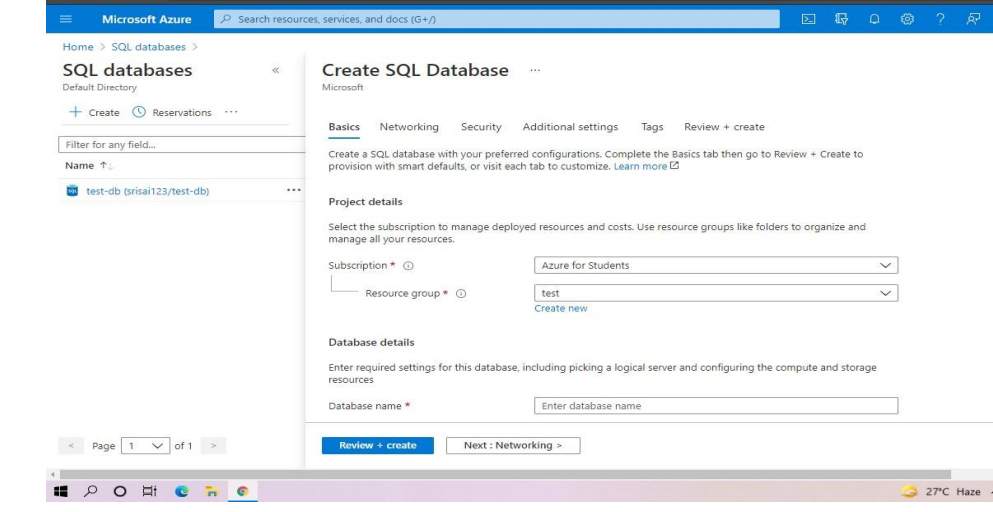 Microsoft Azure
Search resources, services, and docs (G+/)
Home > SQL databases >
SQL databases
Default Directory
+ Create Reservations ...
Filter for any field...
Name ↑↓
test-db (srisai123/test-db) ...
< Page 1 of 1 >
Create SQL Database ...
Microsoft
Basics Networking Security Additional settings Tags Review + create
Create a SQL database with your preferred configurations. Complete the Basics tab then go to Review + Create to
provision with smart defaults, or visit each tab to customize. Learn more
Project details
Select the subscription to manage deployed resources and costs. Use resource groups like folders to organize and
manage all your resources.
Subscription * Azure for Students
Resource group * test
Create new
Database details
Enter required settings for this database, including picking a logical server and configuring the compute and storage
resources
Database name * Enter database name
Review + create Next : Networking >
27°C Haze